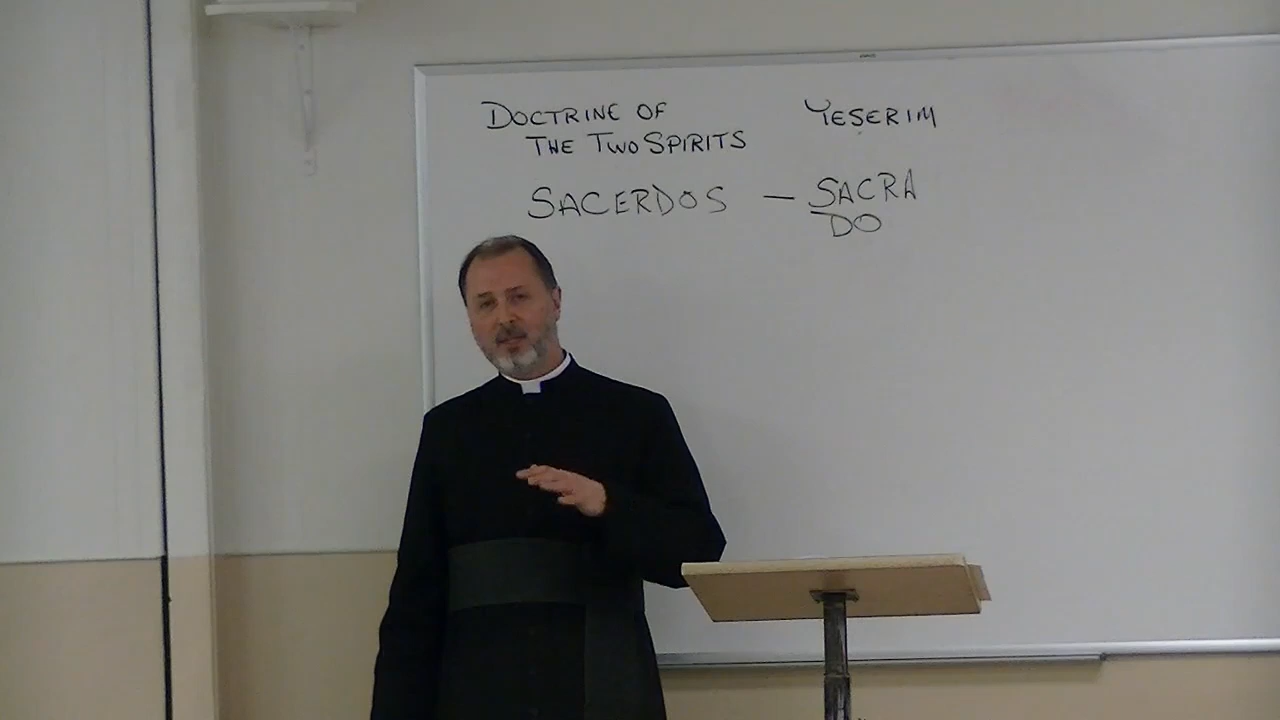 DOCTRINE OF
THE TWO SPIRITS
YESERIM
SACERDOS — SACRA
DO